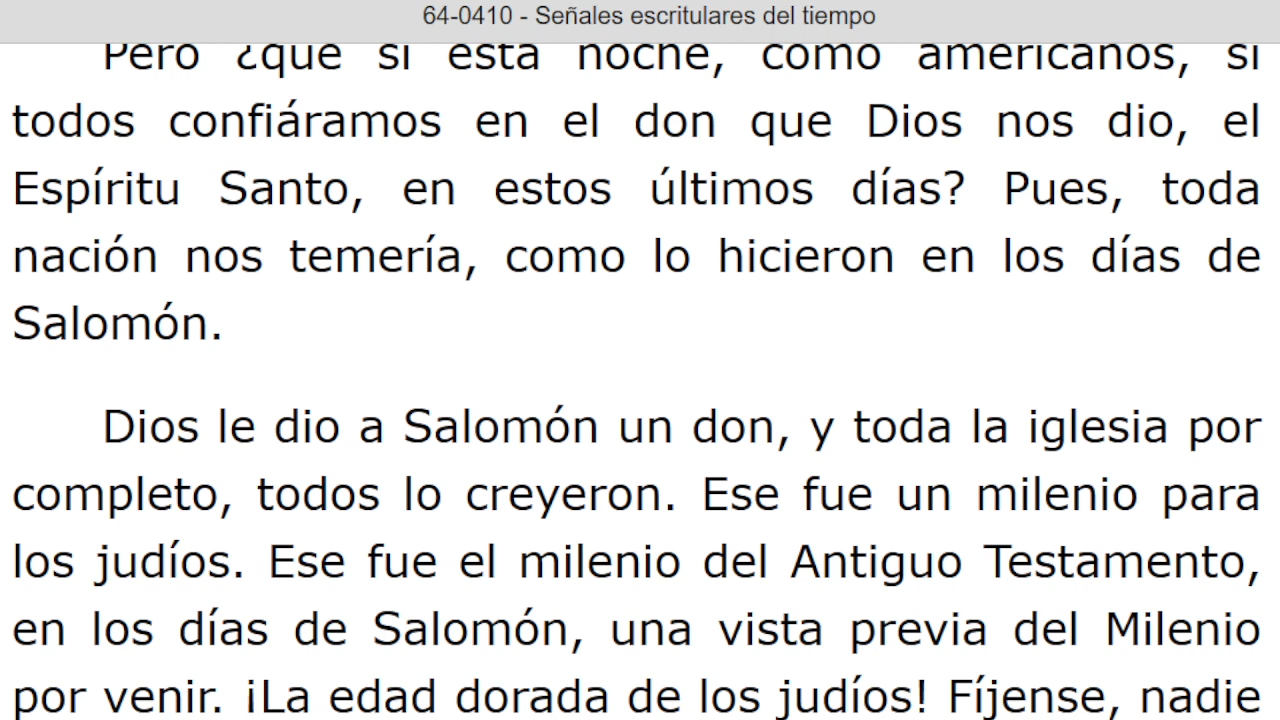 64-0410 - Señales escritulares del tiempo
Pero ¿qué si esta noche, como americanos, si
todos confiáramos en el don que Dios nos dio, el
Espíritu Santo, en estos últimos días? Pues, toda
nación nos temería, como lo hicieron en los días de
Salomón.
Dios le dio a Salomón un don, y toda la iglesia por
completo, todos lo creyeron. Ese fue un milenio para
los judíos. Ese fue el milenio del Antiguo Testamento,
en los días de Salomón, una vista previa del Milenio
por venir. ¡La edad dorada de los judíos! Fíjense, nadie